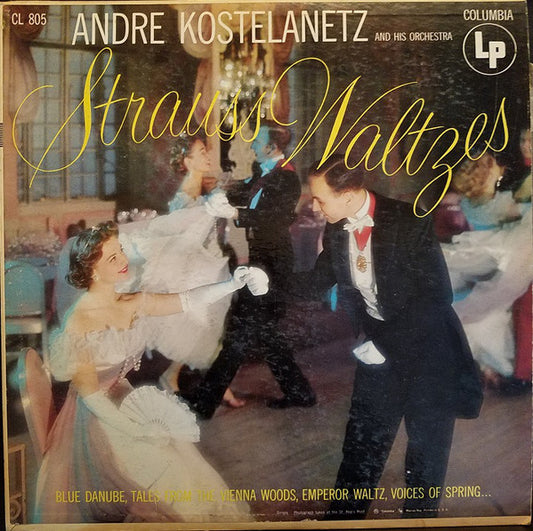 CL 805
ANDRE KOSTELANETZ
AND HIS ORCHESTRA
COLUMBIA
LP
Strauss Waltzes
BLUE DANUBE, TALES FROM THE VIENNA WOODS, EMPEROR WALTZ, VOICES OF SPRING...